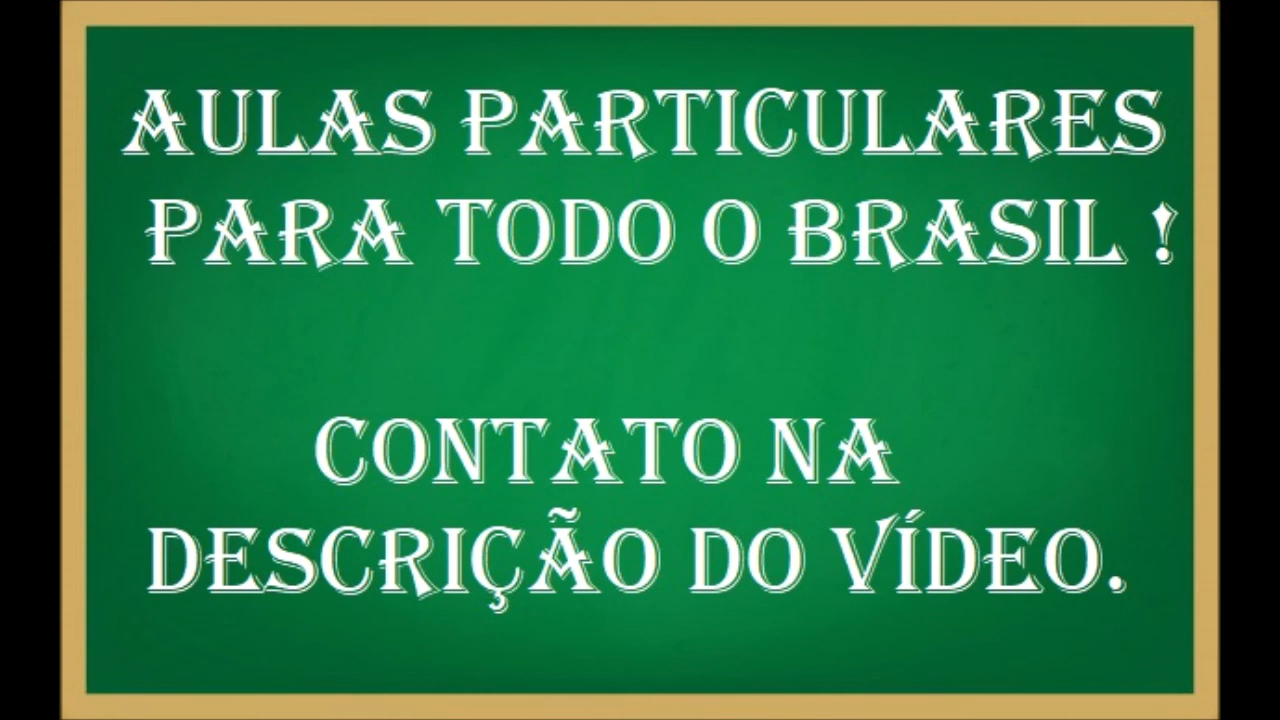 AULAS PARTICULARES
PARA TODO O BRASIL !
CONTATO NA
DESCRIÇÃO DO VÍDEO.